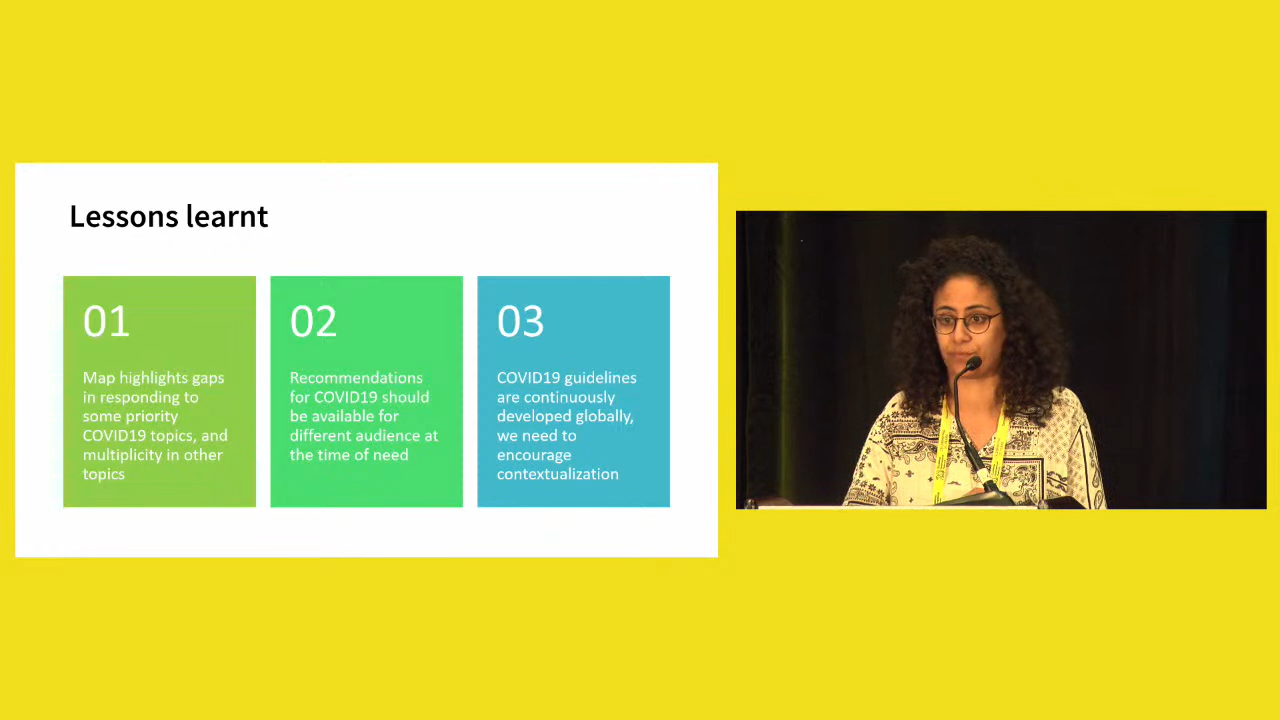 Lessons learnt
01
Map highlights gaps
in responding to
some priority
COVID19 topics, and
multiplicity in other
topics
02
Recommendations
for COVID19 should
be available for
different audience at
the time of need
03
COVID19 guidelines
are continuously
developed globally,
we need to
encourage
contextualization